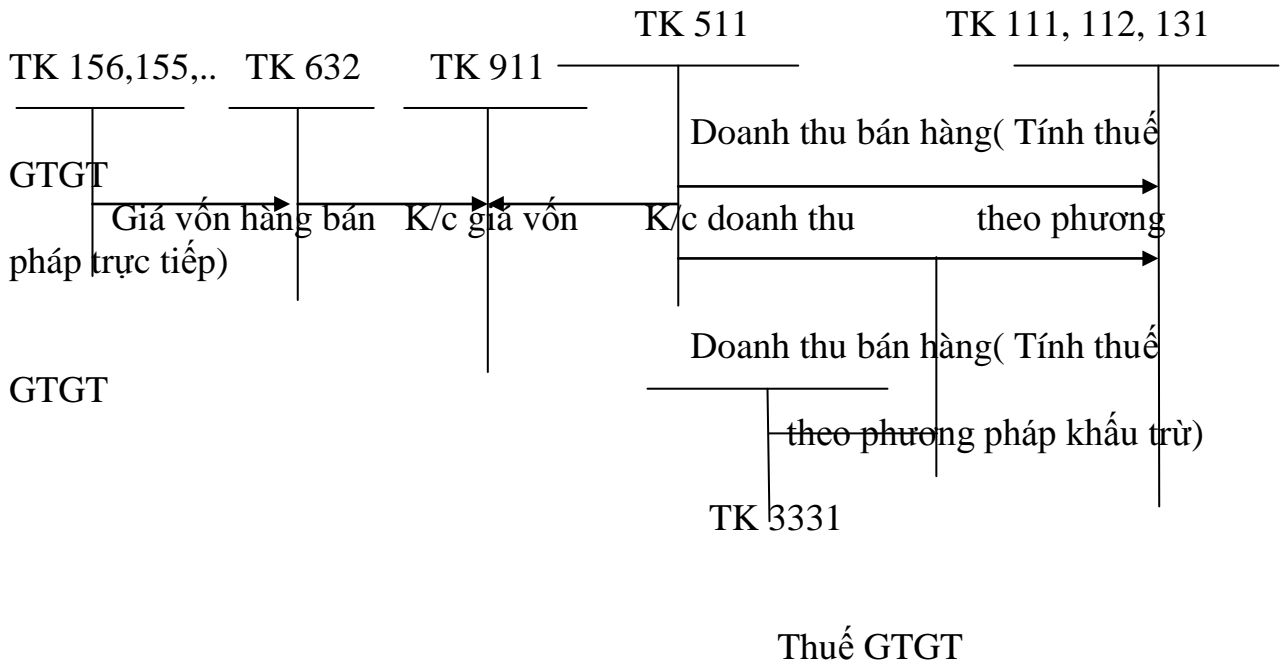 TK 511 TK 111, 112, 131
TK 156,155,.. TK 632 TK 911
Doanh thu bán hàng( Tính thuế
GTGT
Giá vốn hàng bán K/c giá vốn K/c doanh thu theo phương
pháp trực tiếp)
Doanh thu bán hàng( Tính thuế
GTGT
theo phương pháp khấu trừ)
TK 3331
Thuế GTGT